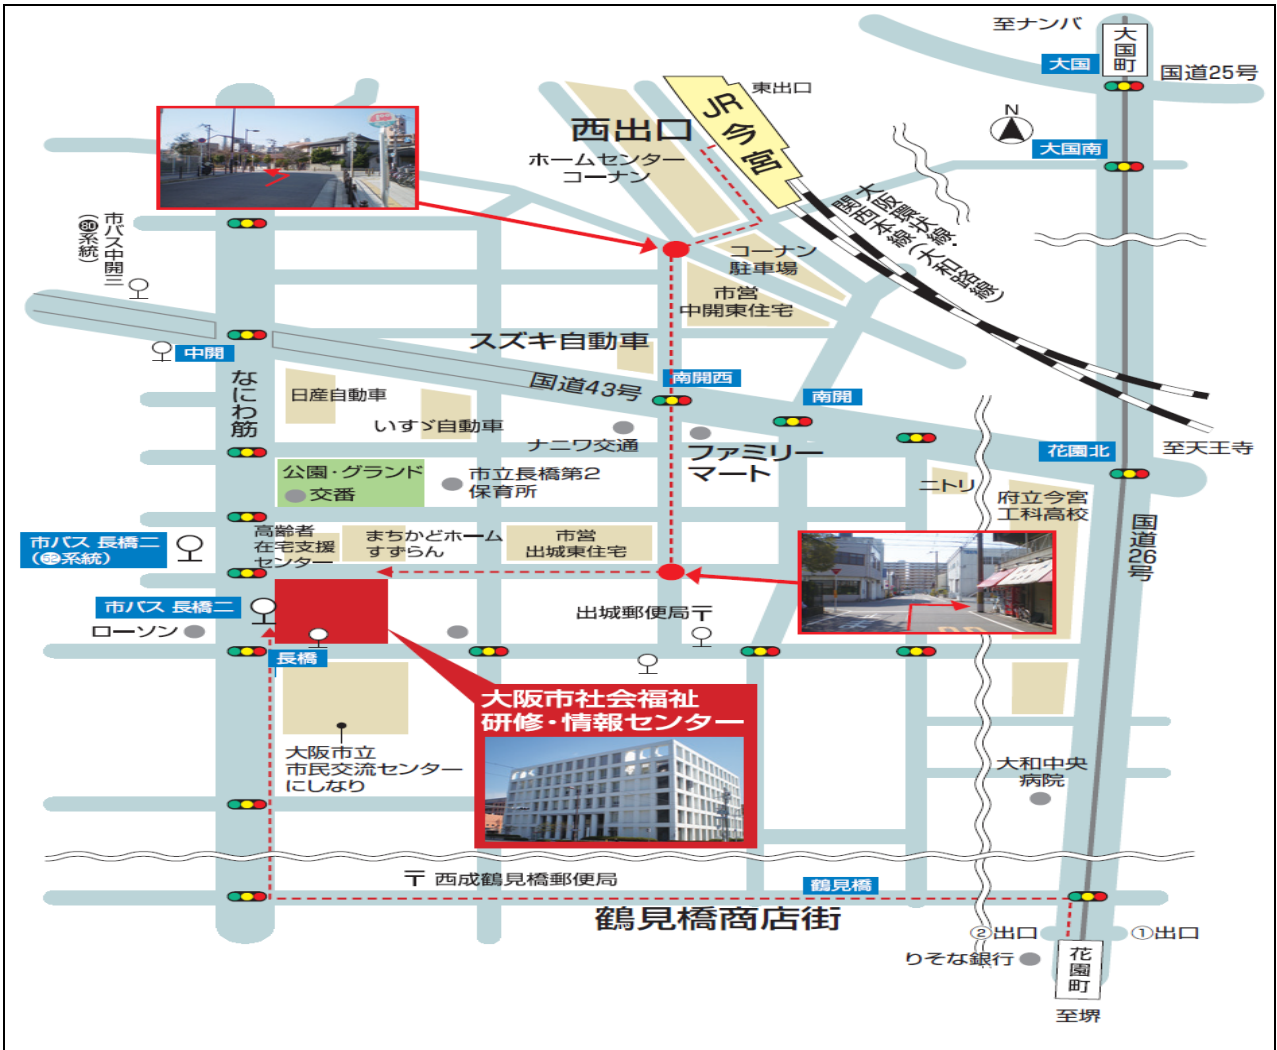 至ナンバ
大国町
大国
国道25号
東出口
JR今宮
西出口
ホームセンター
コーナン
N
大国南
大阪環状線・
関西本線(大和路線)
市バス中開三
(80系統)
コーナン
駐車場
市営
中開東住宅
スズキ自動車
中開
国道43号
南開西
南開
なにわ筋
日産自動車
いすゞ自動車
ナニワ交通
ファミリー
マート
花園北
至天王寺
公園・グランド
交番
市立長橋第2
保育所
ニトリ
府立今宮
工科高校
国道26号
市バス 長橋二
(52系統)
高齢者
在宅支援
センター
まちかどホーム
すずらん
市営
出城東住宅
市バス 長橋二
ローソン
出城郵便局〒
長橋
大阪市社会福祉
研修・情報センター
大阪市立
市民交流センター
にしなり
大和中央
病院
〒 西成鶴見橋郵便局
鶴見橋
鶴見橋商店街
②出口
①出口
りそな銀行
花園町
至堺